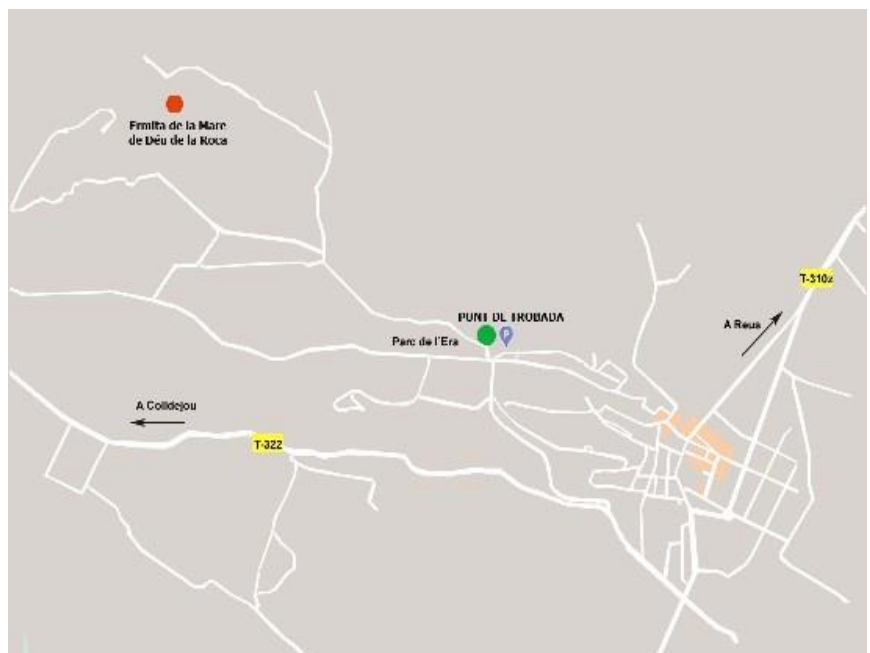 Ermita de la Mare
de Déu de la Roca
T-310z
PUNT DE TROBADA
P
A Reus
Parc de l'Era
A Colldejou
T-322